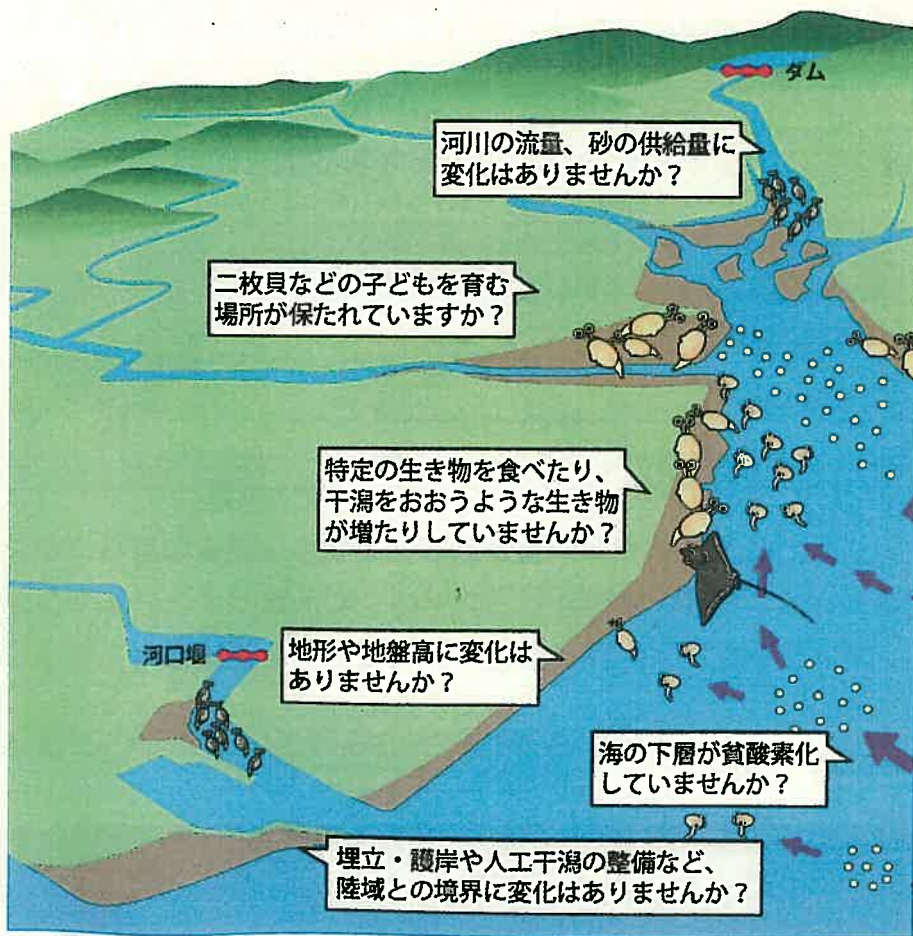 ダム
河川の流量、砂の供給量に
変化はありませんか？
二枚貝などの子どもを育む
場所が保たれていますか？
特定の生き物を食べたり、
干潟をおおうような生き物
が増たりしていませんか？
河口堰
地形や地盤高に変化は
ありませんか？
海の下層が貧酸素化
していませんか？
埋立・護岸や人工干潟の整備など、
陸域との境界に変化はありませんか？